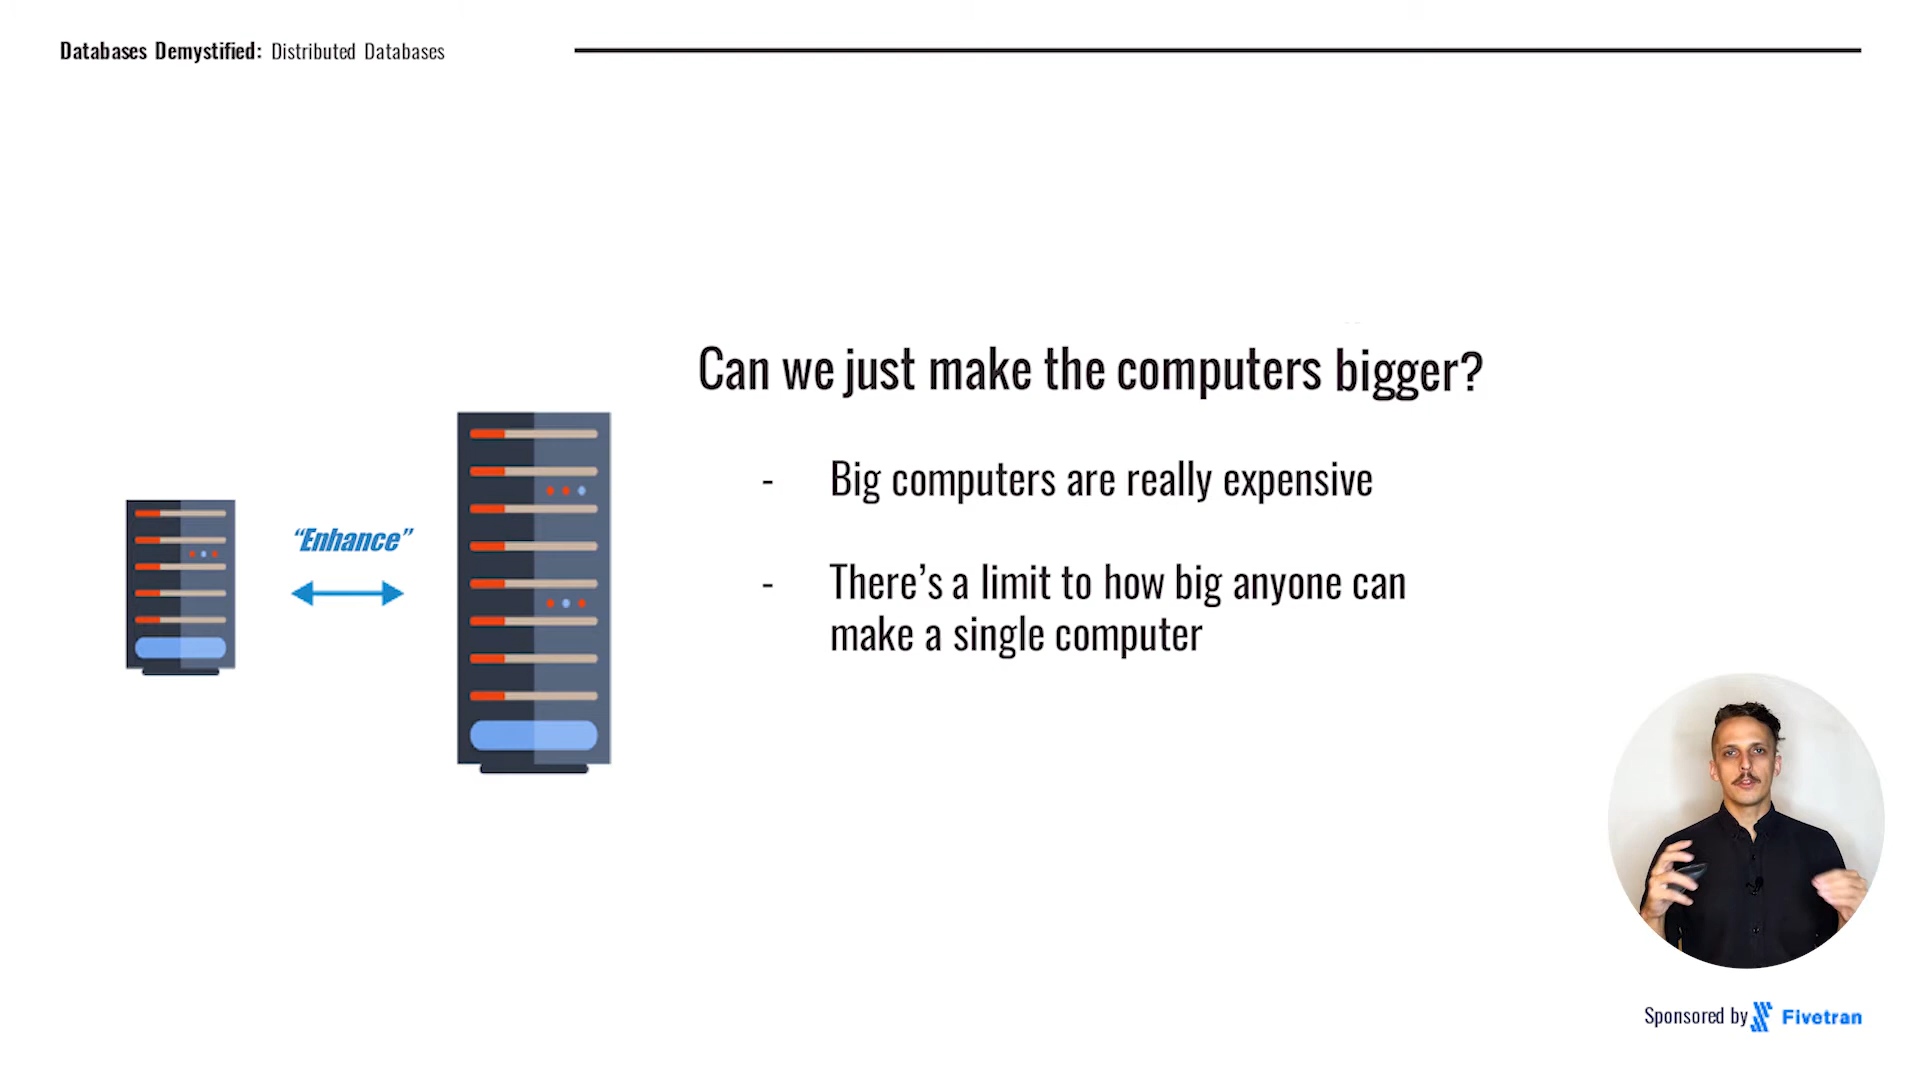 Databases Demystified: Distributed Databases
Can we just make the computers bigger?
"Enhance"
- Big computers are really expensive
- There’s a limit to how big anyone can
make a single computer
Sponsored by Fivetran